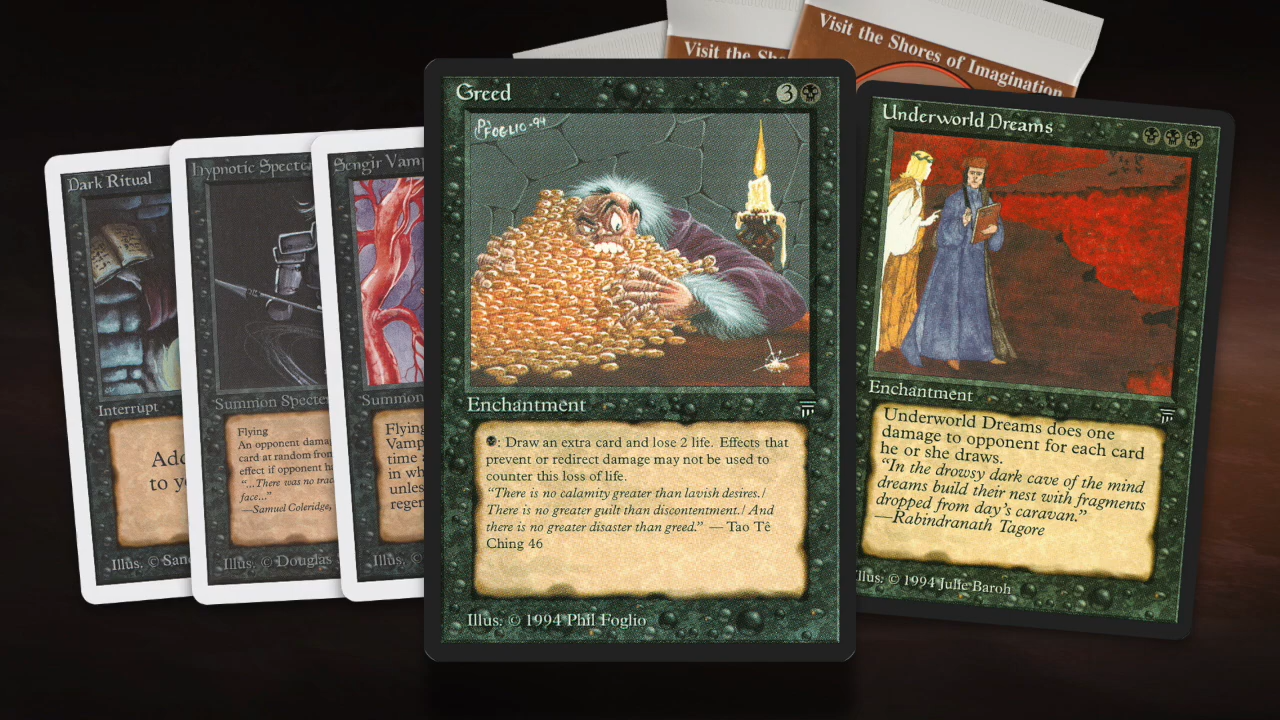 Visit the Sho
Visit the Shores of Imagination
Dark Ritual
Interrupt
Add
to y
Illus. © San
Hypnotic Specter
Summon Specte
Flying
An opponent dama
card at random from
effect if opponent h
"...There was no trac
face..."
—Samuel Coleridge,
Illus. © Douglas
Sengir Vamp
Summon
Flying
Vamp
time a
in wh
unles
regen
Illus. ©
Greed
3
PHIL FOGLIO-94
Enchantment
: Draw an extra card and lose 2 life. Effects that
prevent or redirect damage may not be used to
counter this loss of life.
"There is no calamity greater than lavish desires./
There is no greater guilt than discontentment./ And
there is no greater disaster than greed." — Tao Tê
Ching 46
Illus. © 1994 Phil Foglio
Underworld Dreams
Enchantment
Underworld Dreams does one
damage to opponent for each card
he or she draws.
"In the drowsy dark cave of the mind
dreams build their nest with fragments
dropped from day's caravan."
—Rabindranath Tagore
Illus. © 1994 Julie Baroh